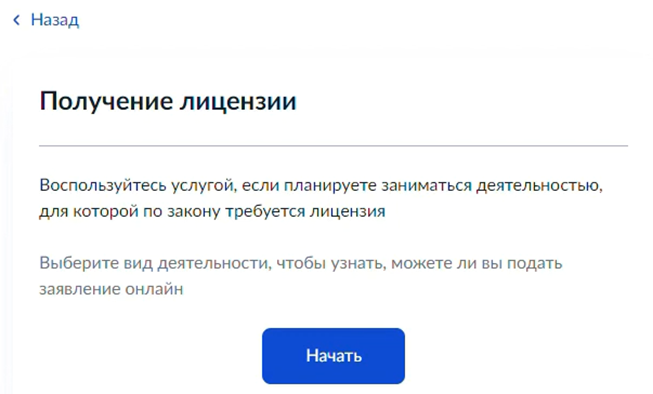 Назад
Получение лицензии
Воспользуйтесь услугой, если планируете заниматься деятельностью,
для которой по закону требуется лицензия
Выберите вид деятельности, чтобы узнать, можете ли вы подать
заявление онлайн
Начать